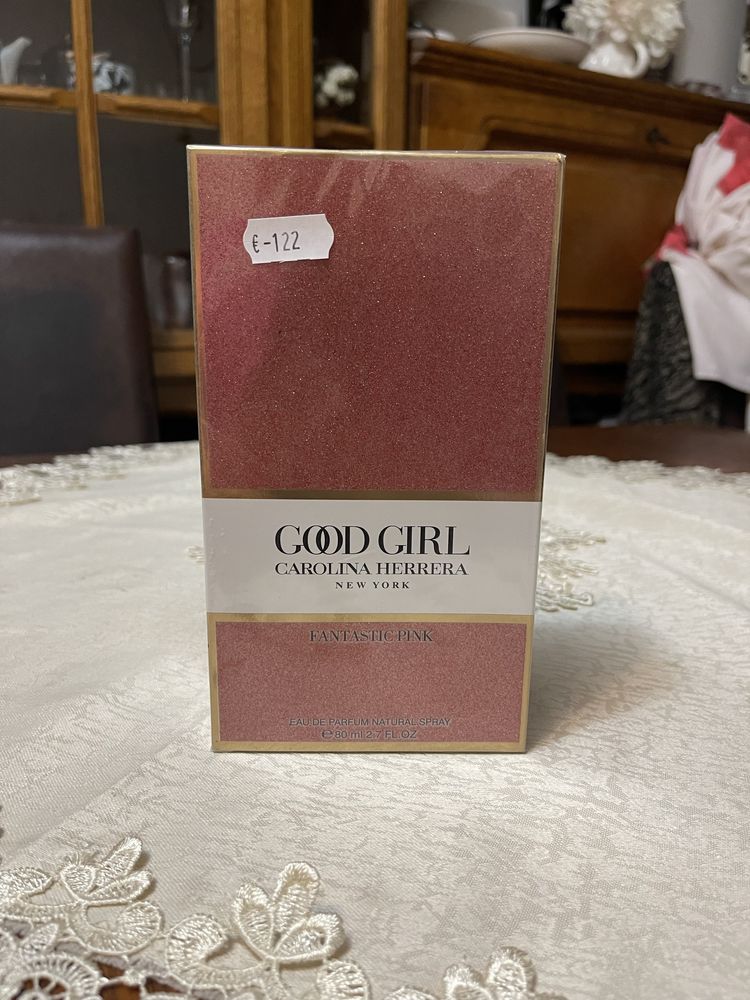 €-122
GOOD GIRL
CAROLINA HERRERA
NEW YORK
FANTASTIC PINK
EAU DE PARFUM NATURAL SPRAY
℮ 80 ml 2.7 FL.OZ